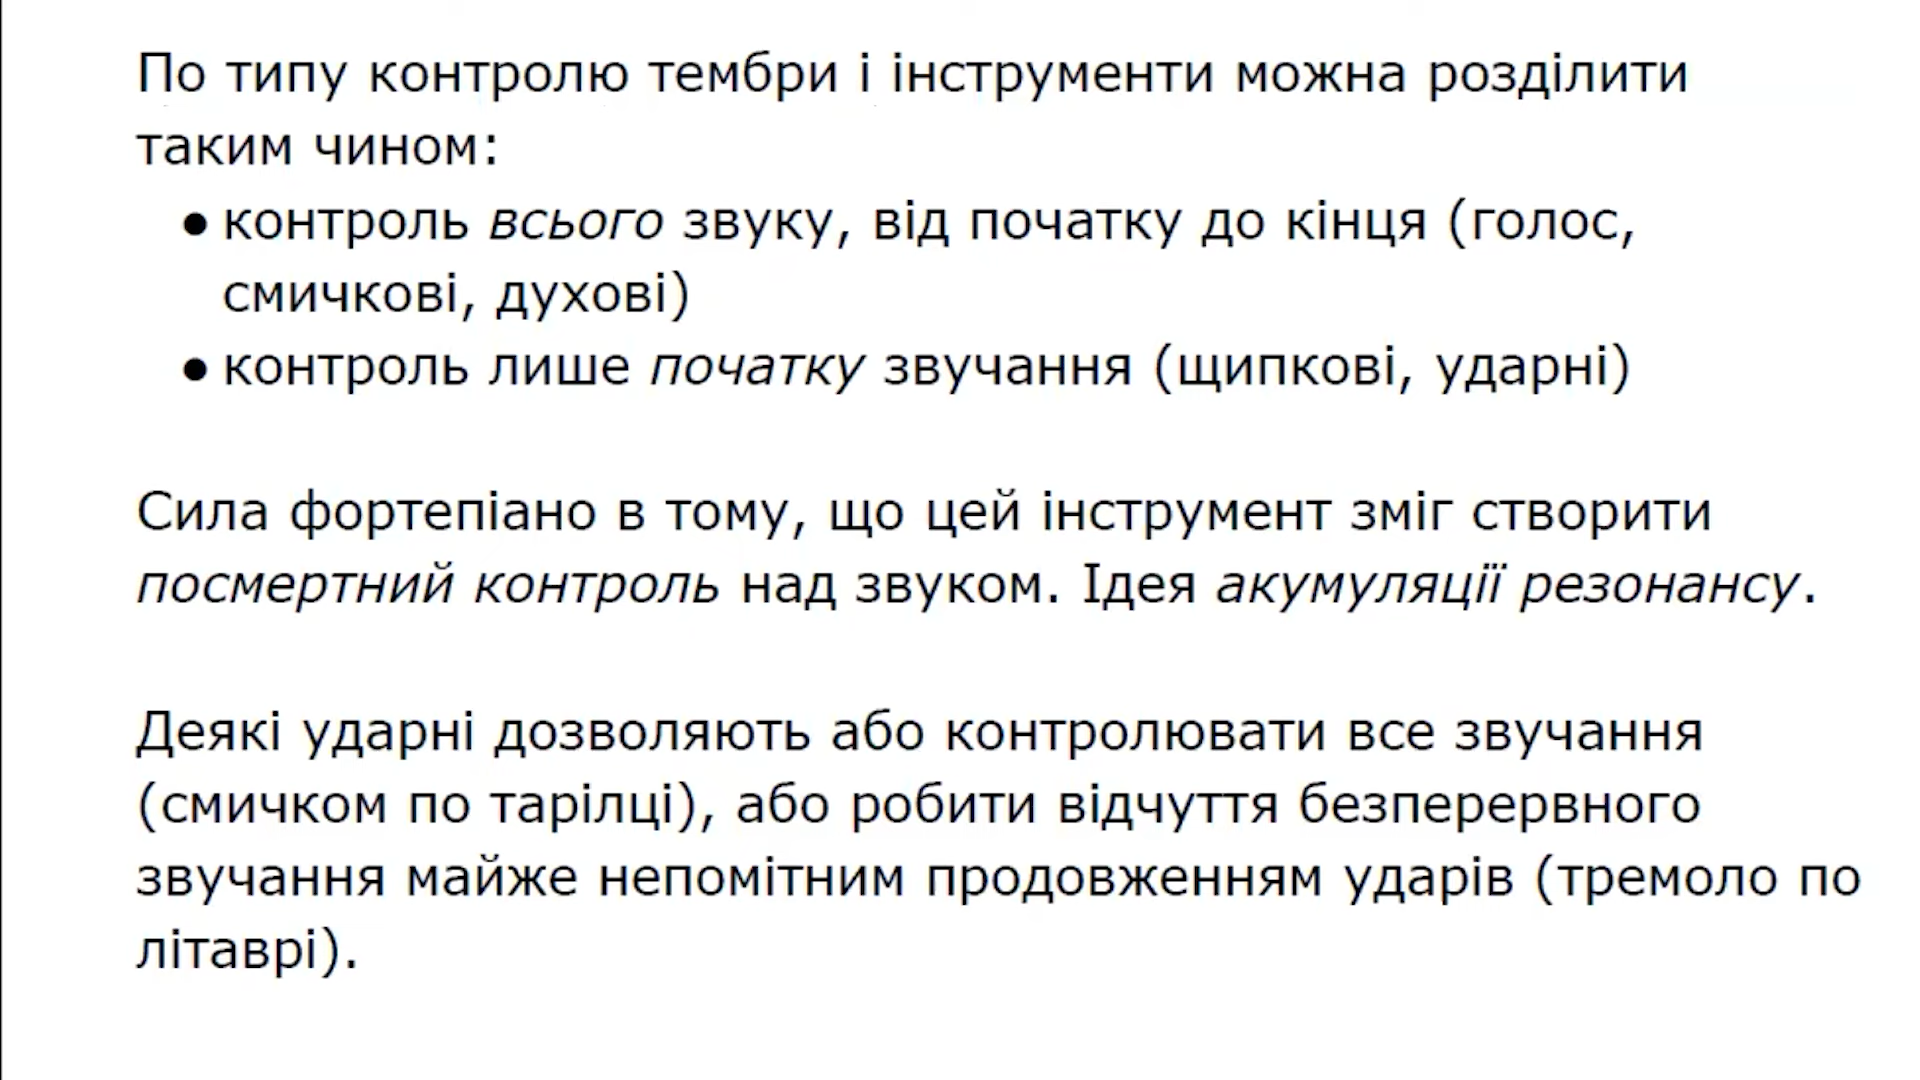 По типу контролю тембри і інструменти можна розділити
таким чином:
● контроль всього звуку, від початку до кінця (голос,
смичкові, духові)
● контроль лише початку звучання (щипкові, ударні)
Сила фортепіано в тому, що цей інструмент зміг створити
посмертний контроль над звуком. Ідея акумуляції резонансу.
Деякі ударні дозволяють або контролювати все звучання
(смичком по тарілці), або робити відчуття безперервного
звучання майже непомітним продовженням ударів (тремоло по
літаврі).